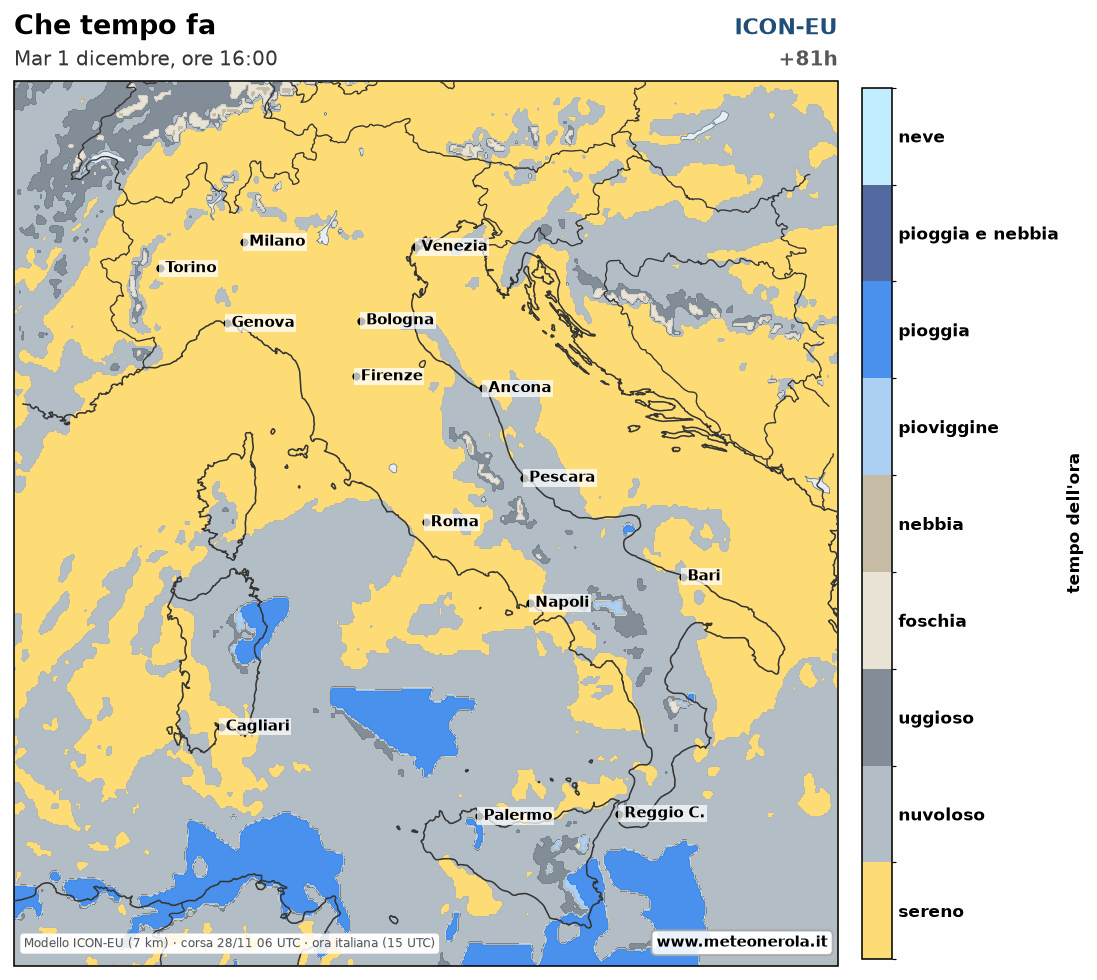 Che tempo fa
ICON-EU
Mar 1 dicembre, ore 16:00
+81h
neve
pioggia e nebbia
pioggia
pioviggine
nebbia
foschia
uggioso
nuvoloso
sereno
tempo dell'ora
Milano
Venezia
Torino
Genova
Bologna
Firenze
Ancona
Pescara
Roma
Bari
Napoli
Cagliari
Palermo
Reggio C.
Modello ICON-EU (7 km) · corsa 28/11 06 UTC · ora italiana (15 UTC)
www.meteonerola.it